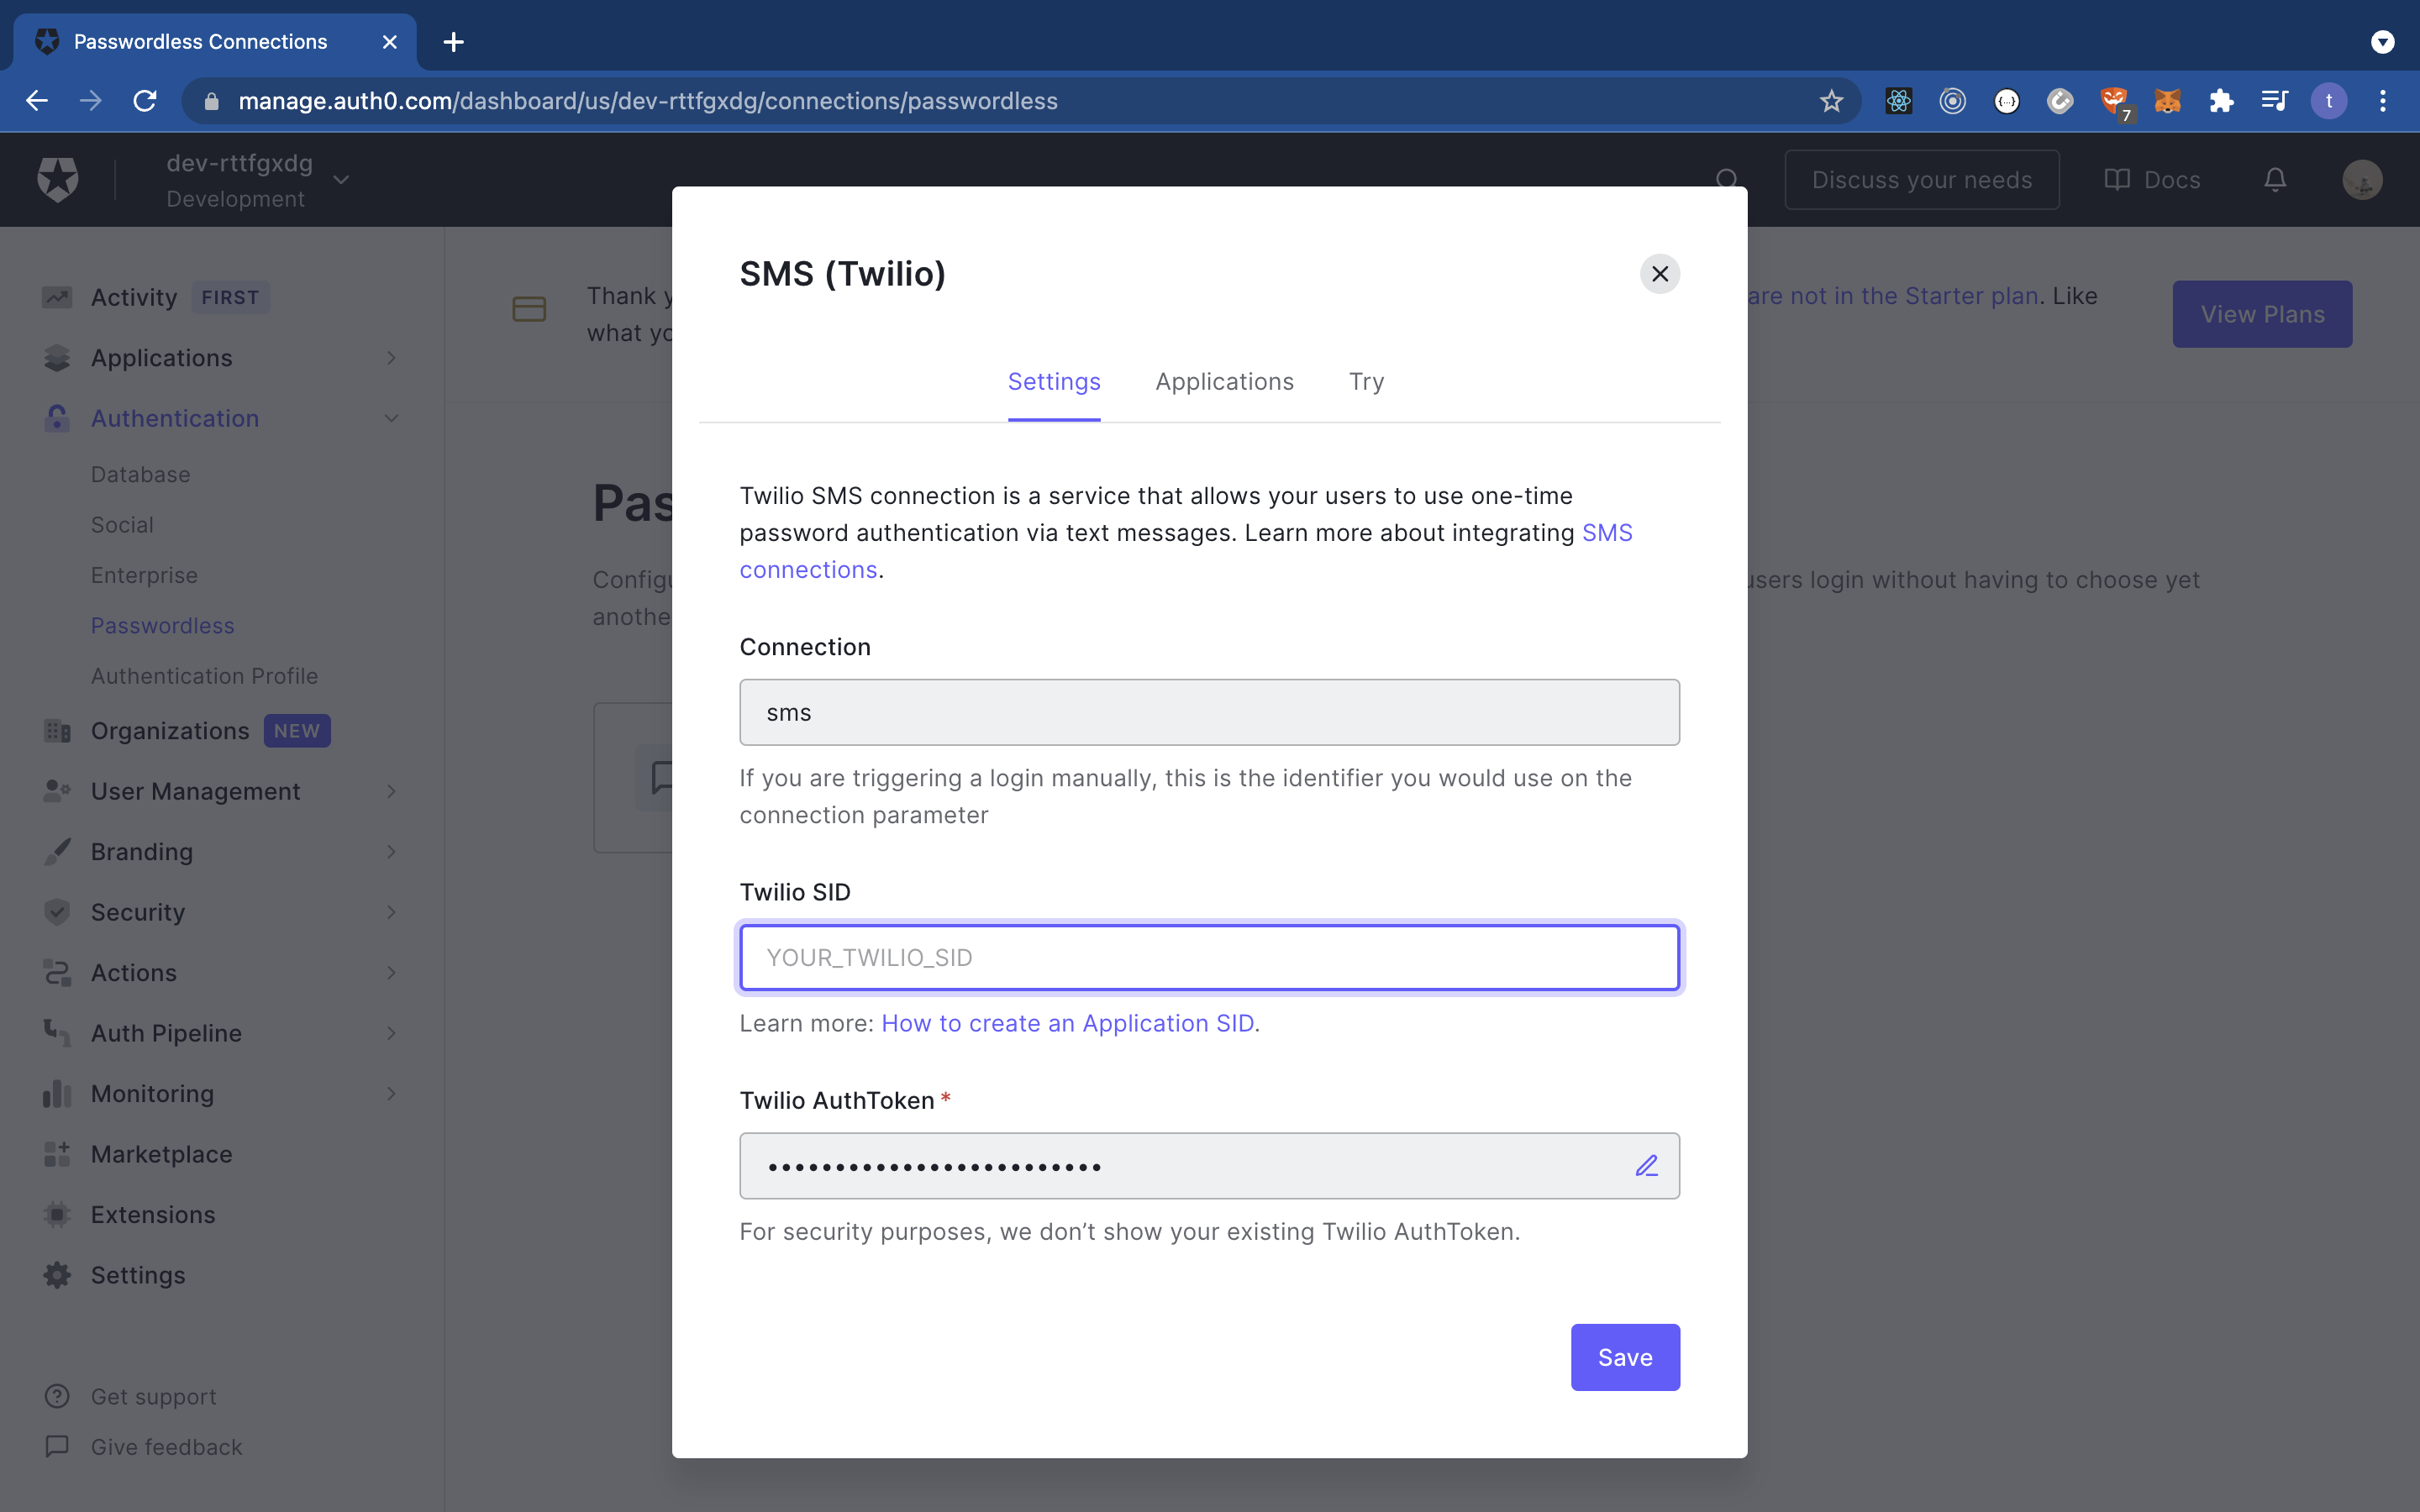 Passwordless Connections
manage.auth0.com/dashboard/us/dev-rttfgxdg/connections/passwordless
7
t
dev-rttfgxdg
Development
Discuss your needs
Docs
Activity FIRST
Applications
Authentication
Database
Social
Enterprise
Passwordless
Authentication Profile
Organizations NEW
User Management
Branding
Security
Actions
Auth Pipeline
Monitoring
Marketplace
Extensions
Settings
Get support
Give feedback
Thank
are not in the Starter plan. Like
what
View Plans
login without having to choose yet
SMS (Twilio)
Settings
Applications
Try
Twilio SMS connection is a service that allows your users to use one-time
password authentication via text messages. Learn more about integrating SMS
connections.
Connection
sms
If you are triggering a login manually, this is the identifier you would use on the
connection parameter
Twilio SID
YOUR_TWILIO_SID
Learn more: How to create an Application SID.
Twilio AuthToken *
•••••••••••••••••••••••••
For security purposes, we don’t show your existing Twilio AuthToken.
Save